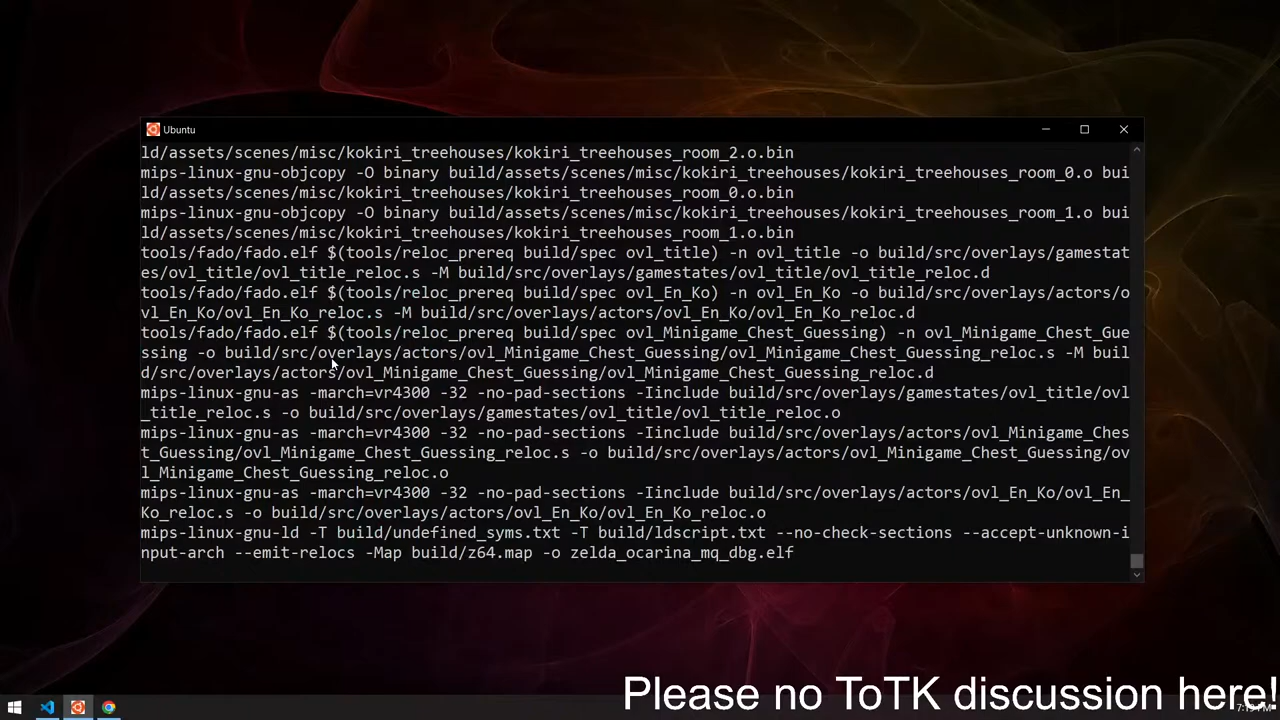 Ubuntu
ld/assets/scenes/misc/kokiri_treehouses/kokiri_treehouses_room_2.o.bin
mips-linux-gnu-objcopy -O binary build/assets/scenes/misc/kokiri_treehouses/kokiri_treehouses_room_0.o bui
ld/assets/scenes/misc/kokiri_treehouses/kokiri_treehouses_room_0.o.bin
mips-linux-gnu-objcopy -O binary build/assets/scenes/misc/kokiri_treehouses/kokiri_treehouses_room_1.o bui
ld/assets/scenes/misc/kokiri_treehouses/kokiri_treehouses_room_1.o.bin
tools/fado/fado.elf $(tools/reloc_prereq build/spec ovl_title) -n ovl_title -o build/src/overlays/gamestat
es/ovl_title/ovl_title_reloc.s -M build/src/overlays/gamestates/ovl_title/ovl_title_reloc.d
tools/fado/fado.elf $(tools/reloc_prereq build/spec ovl_En_Ko) -n ovl_En_Ko -o build/src/overlays/actors/o
vl_En_Ko/ovl_En_Ko_reloc.s -M build/src/overlays/actors/ovl_En_Ko/ovl_En_Ko_reloc.d
tools/fado/fado.elf $(tools/reloc_prereq build/spec ovl_Minigame_Chest_Guessing) -n ovl_Minigame_Chest_Gue
ssing -o build/src/overlays/actors/ovl_Minigame_Chest_Guessing/ovl_Minigame_Chest_Guessing_reloc.s -M buil
d/src/overlays/actors/ovl_Minigame_Chest_Guessing/ovl_Minigame_Chest_Guessing_reloc.d
mips-linux-gnu-as -march=vr4300 -32 -no-pad-sections -Iinclude build/src/overlays/gamestates/ovl_title/ovl
_title_reloc.s -o build/src/overlays/gamestates/ovl_title/ovl_title_reloc.o
mips-linux-gnu-as -march=vr4300 -32 -no-pad-sections -Iinclude build/src/overlays/actors/ovl_Minigame_Ches
t_Guessing/ovl_Minigame_Chest_Guessing_reloc.s -o build/src/overlays/actors/ovl_Minigame_Chest_Guessing/ov
l_Minigame_Chest_Guessing_reloc.o
mips-linux-gnu-as -march=vr4300 -32 -no-pad-sections -Iinclude build/src/overlays/actors/ovl_En_Ko/ovl_En_
Ko_reloc.s -o build/src/overlays/actors/ovl_En_Ko/ovl_En_Ko_reloc.o
mips-linux-gnu-ld -T build/undefined_syms.txt -T build/ldscript.txt --no-check-sections --accept-unknown-i
nput-arch --emit-relocs -Map build/z64.map -o zelda_ocarina_mq_dbg.elf
Please no ToTK discussion here!